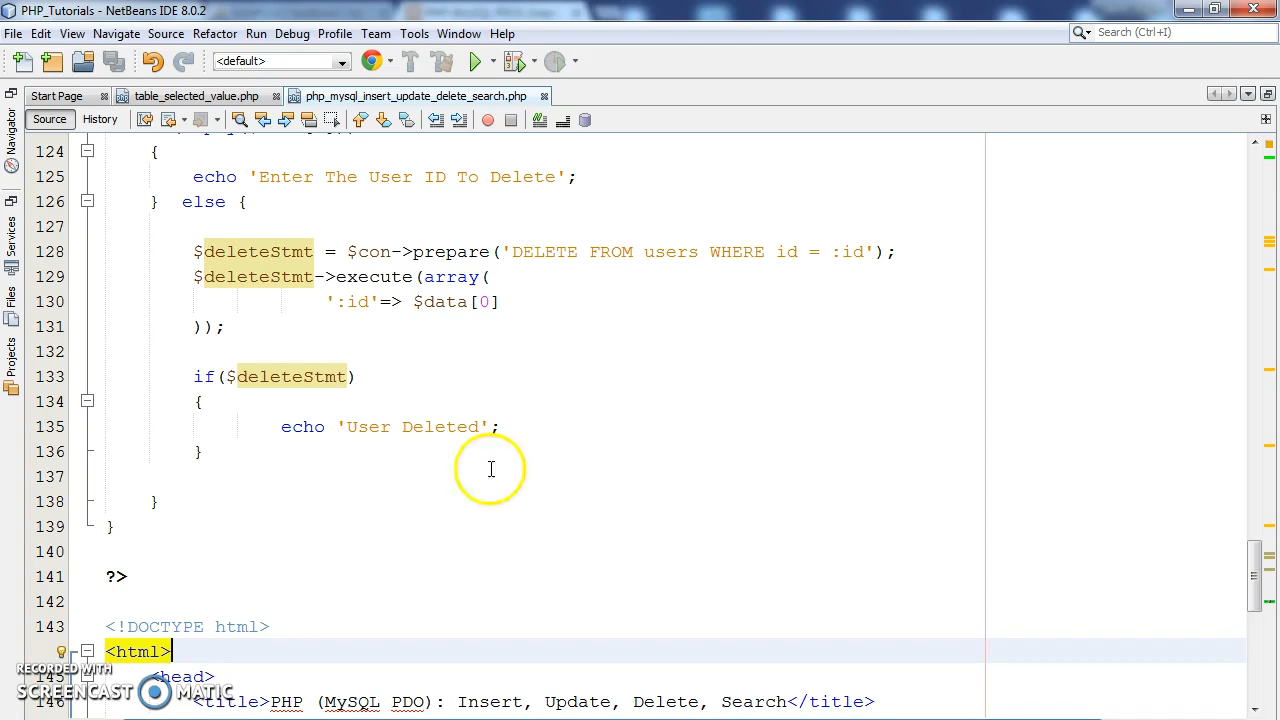 PHP_Tutorials - NetBeans IDE 8.0.2
File Edit View Navigate Source Refactor Run Debug Profile Team Tools Window Help
Search (Ctrl+I)
<default>
Start Page table_selected_value.php php_mysql_insert_update_delete_search.php
Source History
Navigator
Services
Files
Projects
124 {
125 echo 'Enter The User ID To Delete';
126 } else {
127
128 $deleteStmt = $con->prepare('DELETE FROM users WHERE id = :id');
129 $deleteStmt->execute(array(
130 ':id'=> $data[0]
131 ));
132
133 if($deleteStmt)
134 {
135 echo 'User Deleted';
136 }
137
138 }
139 }
140
141 ?>
142
143 <!DOCTYPE html>
<html>
145 <head>
146 <title>PHP (MySQL PDO): Insert, Update, Delete, Search</title>
RECORDED WITH
SCREENCAST MATIC